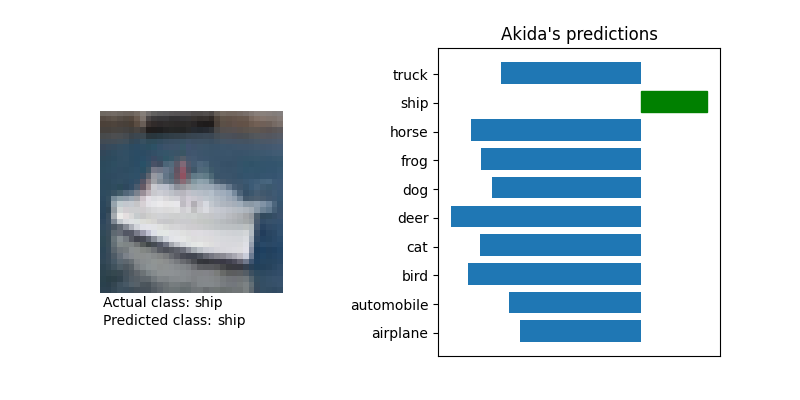 Akida's predictions
truck
ship
horse
frog
dog
deer
cat
bird
automobile
airplane
Actual class: ship
Predicted class: ship